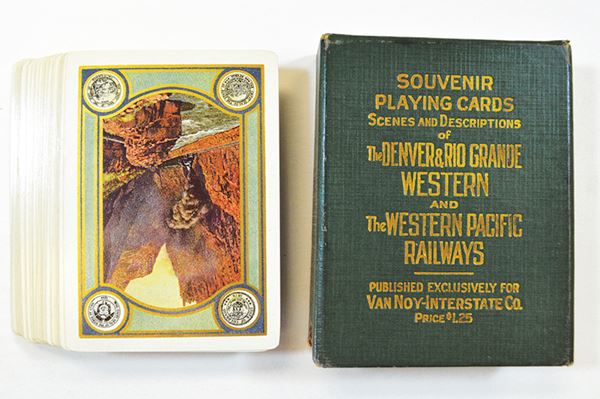 SOUVENIR
PLAYING CARDS
SCENES AND DESCRIPTIONS
of
The DENVER & RIO GRANDE
WESTERN
AND
The WESTERN PACIFIC
RAILWAYS
PUBLISHED EXCLUSIVELY FOR
VAN NOY-INTERSTATE CO.
PRICE $1.25